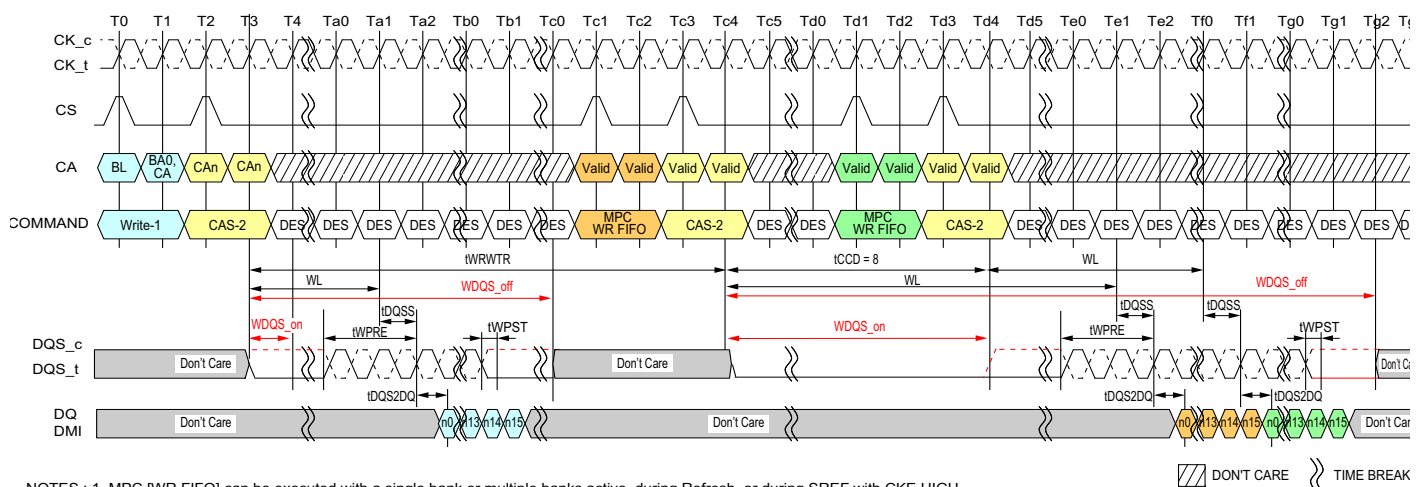 T0 T1 T2 T3 T4 Ta0 Ta1 Ta2 Tb0 Tb1 Tc0 Tc1 Tc2 Tc3 Tc4 Tc5 Td0 Td1 Td2 Td3 Td4 Td5 Te0 Te1 Te2 Tf0 Tf1 Tg0 Tg1 Tg2
CK_c
CK_t
CS
CA BL BA0, CA CAn CAn Valid Valid Valid Valid Valid Valid Valid Valid
COMMAND Write-1 CAS-2 DES DES DES DES DES DES DES MPC WR FIFO CAS-2 DES DES MPC WR FIFO CAS-2 DES DES DES DES DES DES DES DES DES
tWRWTR tCCD = 8 WL
WL WL
WDQS_off WDQS_off
tDQSS tDQSS tDQSS
WDQS_on tWPRE tWPST WDQS_on tWPRE tWPST
DQS_c
DQS_t Don't Care Don't Care
tDQS2DQ tDQS2DQ tDQS2DQ
DQ
DMI Don't Care n0 n13 n14 n15 Don't Care n0 n13 n14 n15 n0 n13 n14 n15
DON'T CARE TIME BREAK